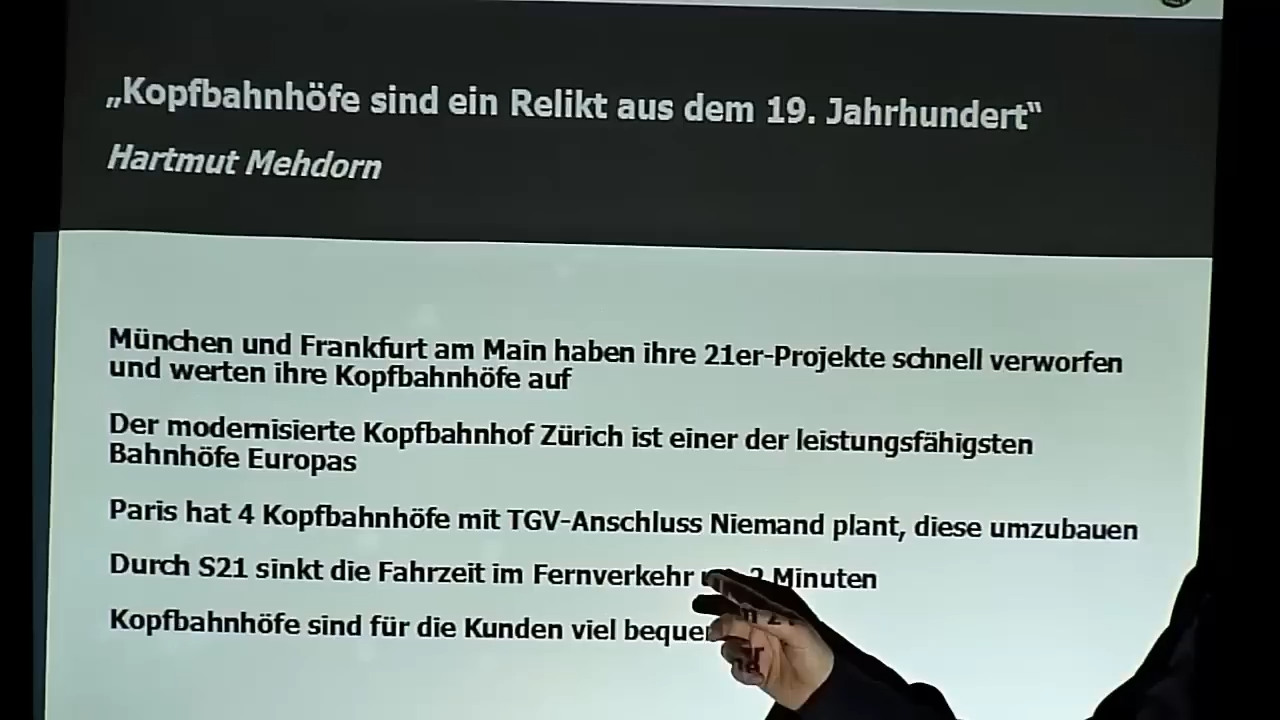 „Kopfbahnhöfe sind ein Relikt aus dem 19. Jahrhundert“
Hartmut Mehdorn
München und Frankfurt am Main haben ihre 21er-Projekte schnell verworfen
und werten ihre Kopfbahnhöfe auf
Der modernisierte Kopfbahnhof Zürich ist einer der leistungsfähigsten
Bahnhöfe Europas
Paris hat 4 Kopfbahnhöfe mit TGV-Anschluss Niemand plant, diese umzubauen
Durch S21 sinkt die Fahrzeit im Fernverkehr Minuten
Kopfbahnhöfe sind für die Kunden viel